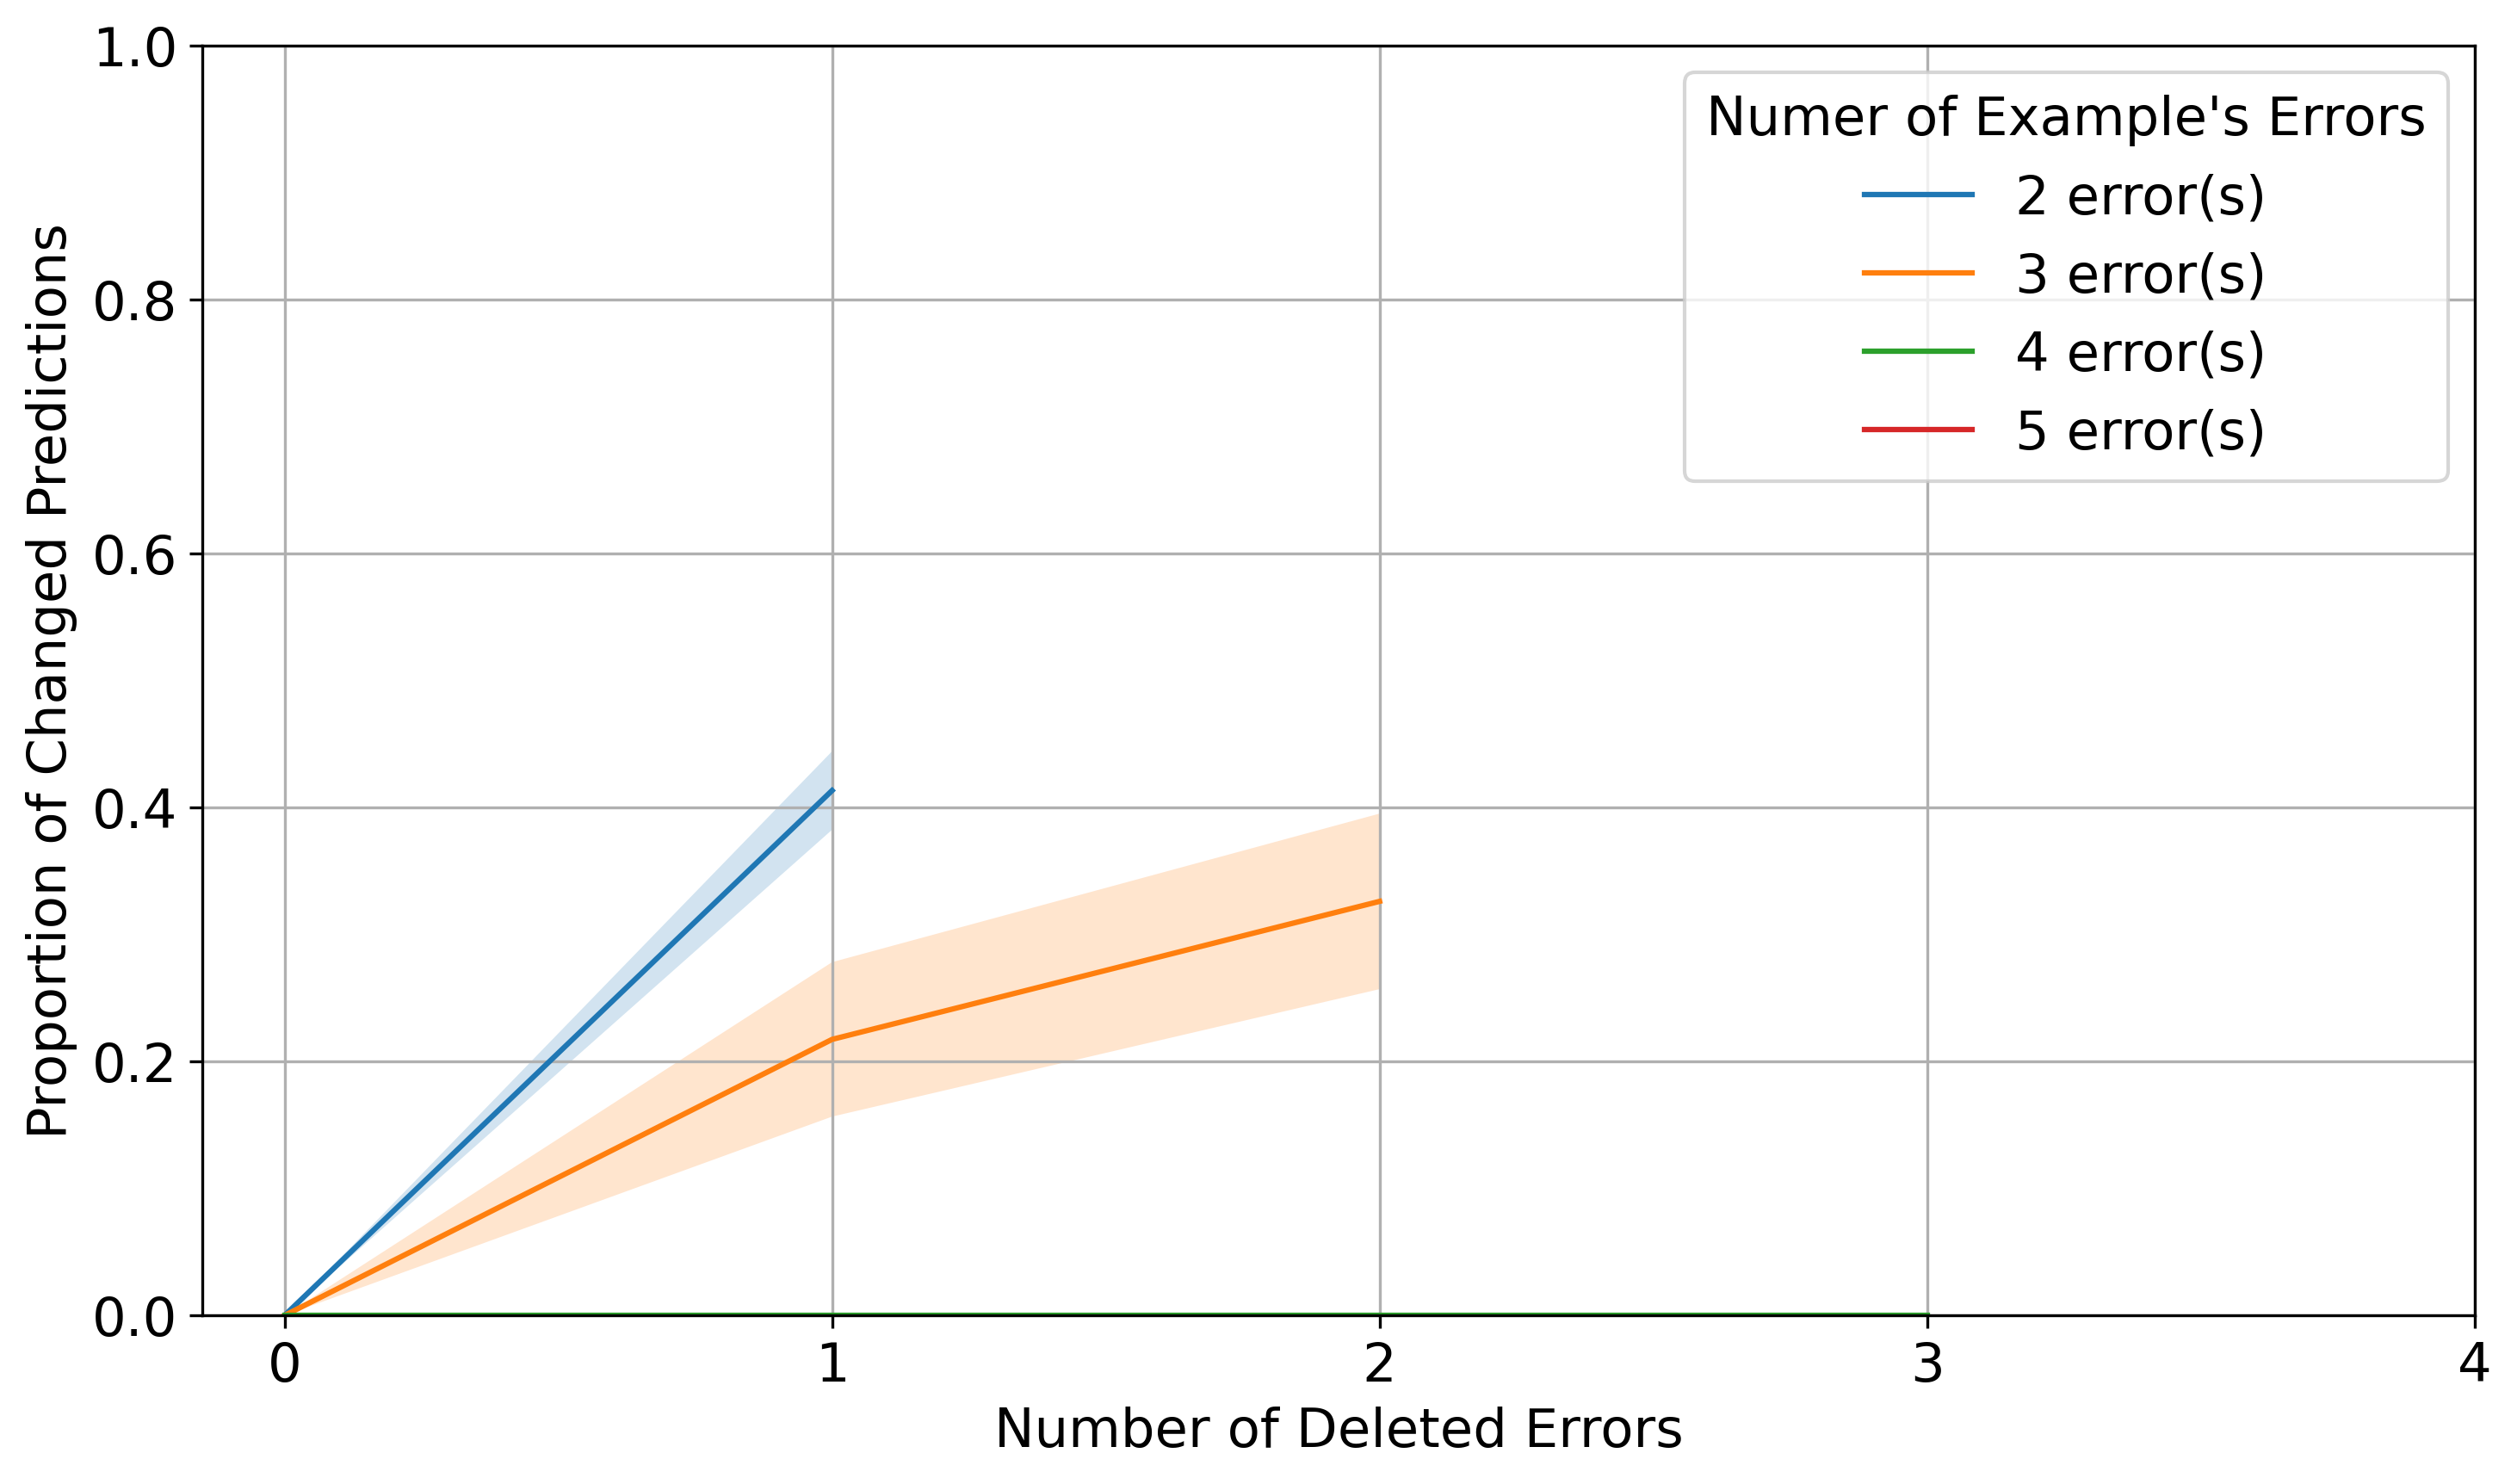 1.0
0.8
0.6
0.4
0.2
0.0
Proportion of Changed Predictions
Numer of Example's Errors
2 error(s)
3 error(s)
4 error(s)
5 error(s)
0 1 2 3 4
Number of Deleted Errors